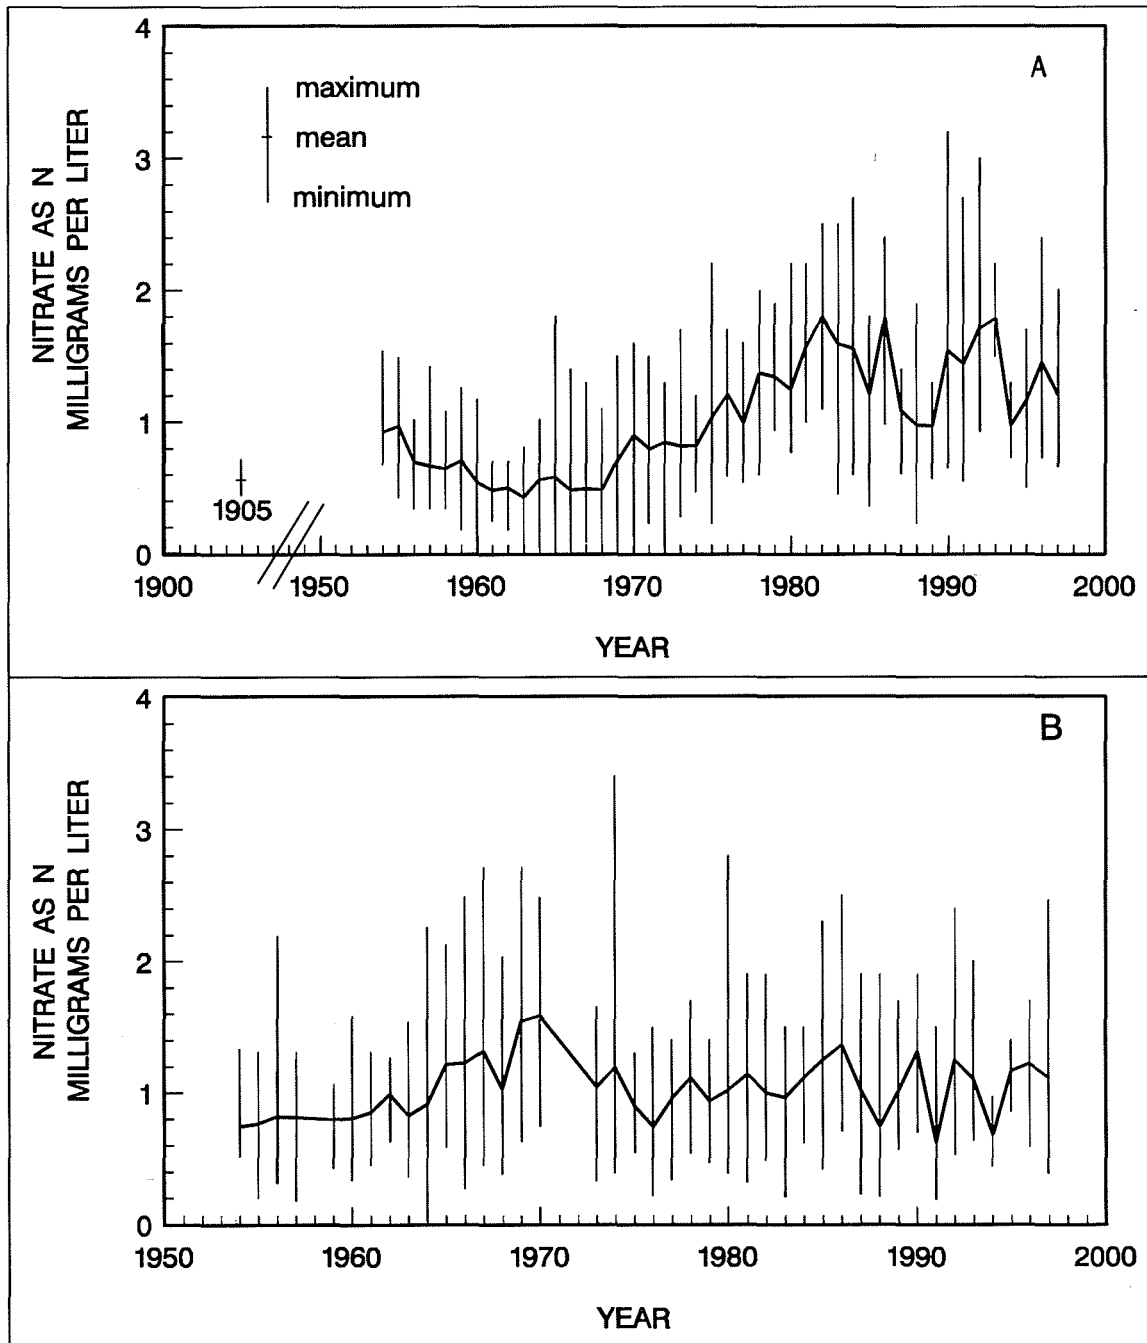 4
A
maximum
mean
3
minimum
NITRATE AS N
MILLIGRAMS PER LITER
2
1
1905
0
1900 1950 1960 1970 1980 1990 2000
YEAR
4
B
3
NITRATE AS N
MILLIGRAMS PER LITER
2
1
0
1950 1960 1970 1980 1990 2000
YEAR